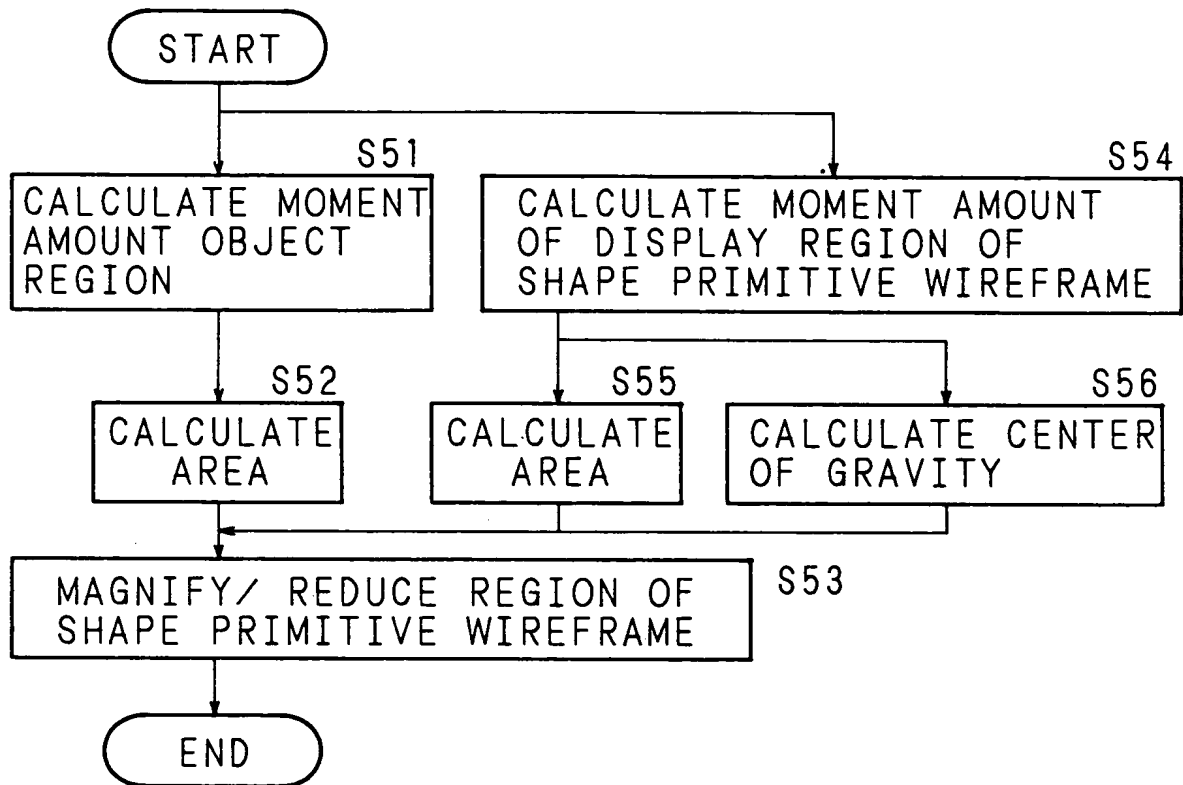 START
S51
CALCULATE MOMENT
AMOUNT OBJECT
REGION
S54
CALCULATE MOMENT AMOUNT
OF DISPLAY REGION OF
SHAPE PRIMITIVE WIREFRAME
S52
CALCULATE
AREA
S55
CALCULATE
AREA
S56
CALCULATE CENTER
OF GRAVITY
MAGNIFY/ REDUCE REGION OF
SHAPE PRIMITIVE WIREFRAME
S53
END